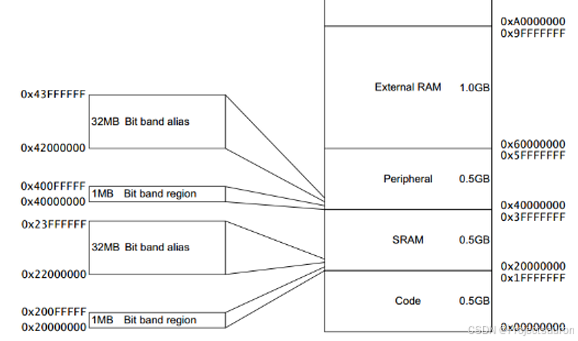 0xA0000000
0x9FFFFFFF
External RAM 1.0GB
0x60000000
0x5FFFFFFF
Peripheral 0.5GB
0x40000000
0x3FFFFFFF
SRAM 0.5GB
0x20000000
0x1FFFFFFF
Code 0.5GB
0x00000000
0x43FFFFFF
32MB Bit band alias
0x42000000
0x400FFFFF
1MB Bit band region
0x40000000
0x23FFFFFF
32MB Bit band alias
0x22000000
0x200FFFFF
1MB Bit band region
0x20000000